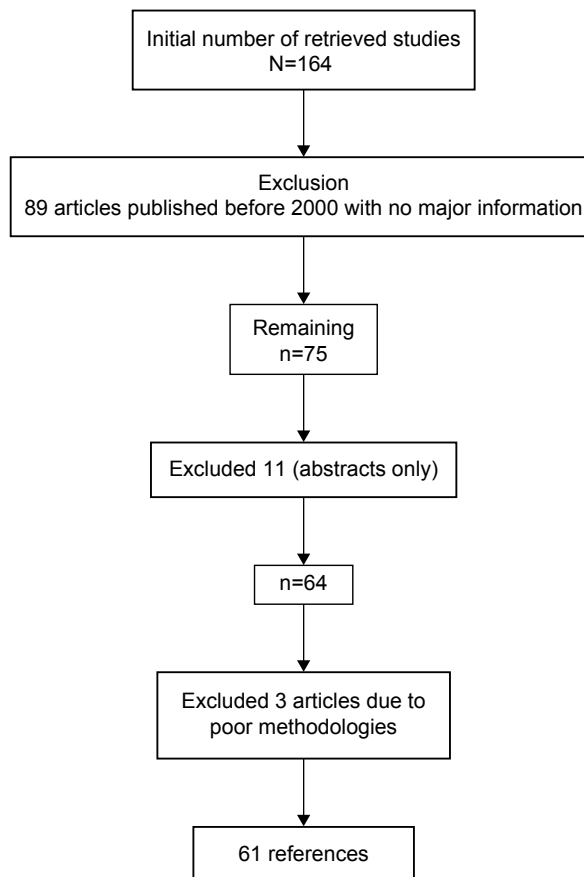 Initial number of retrieved studies
N=164
Exclusion
89 articles published before 2000 with no major information
Remaining
n=75
Excluded 11 (abstracts only)
n=64
Excluded 3 articles due to
poor methodologies
61 references